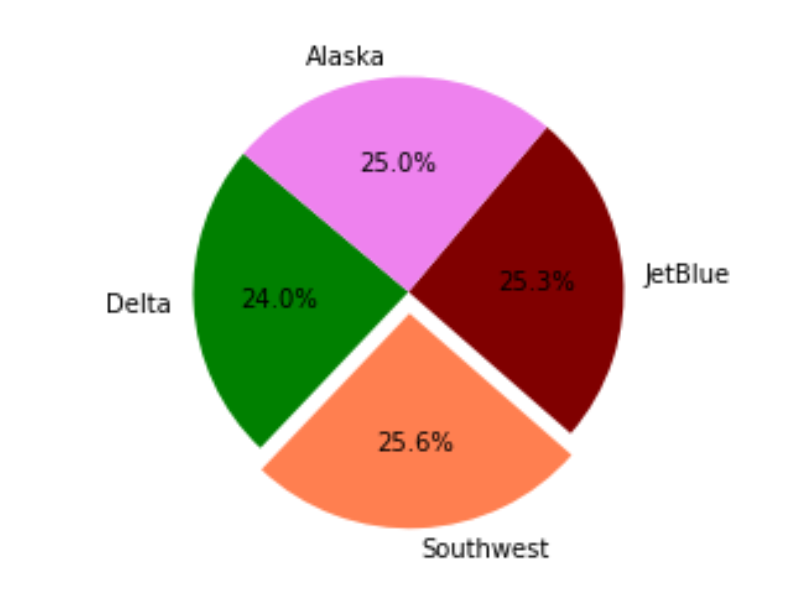 Alaska
25.0%
JetBlue
25.3%
Delta
24.0%
25.6%
Southwest